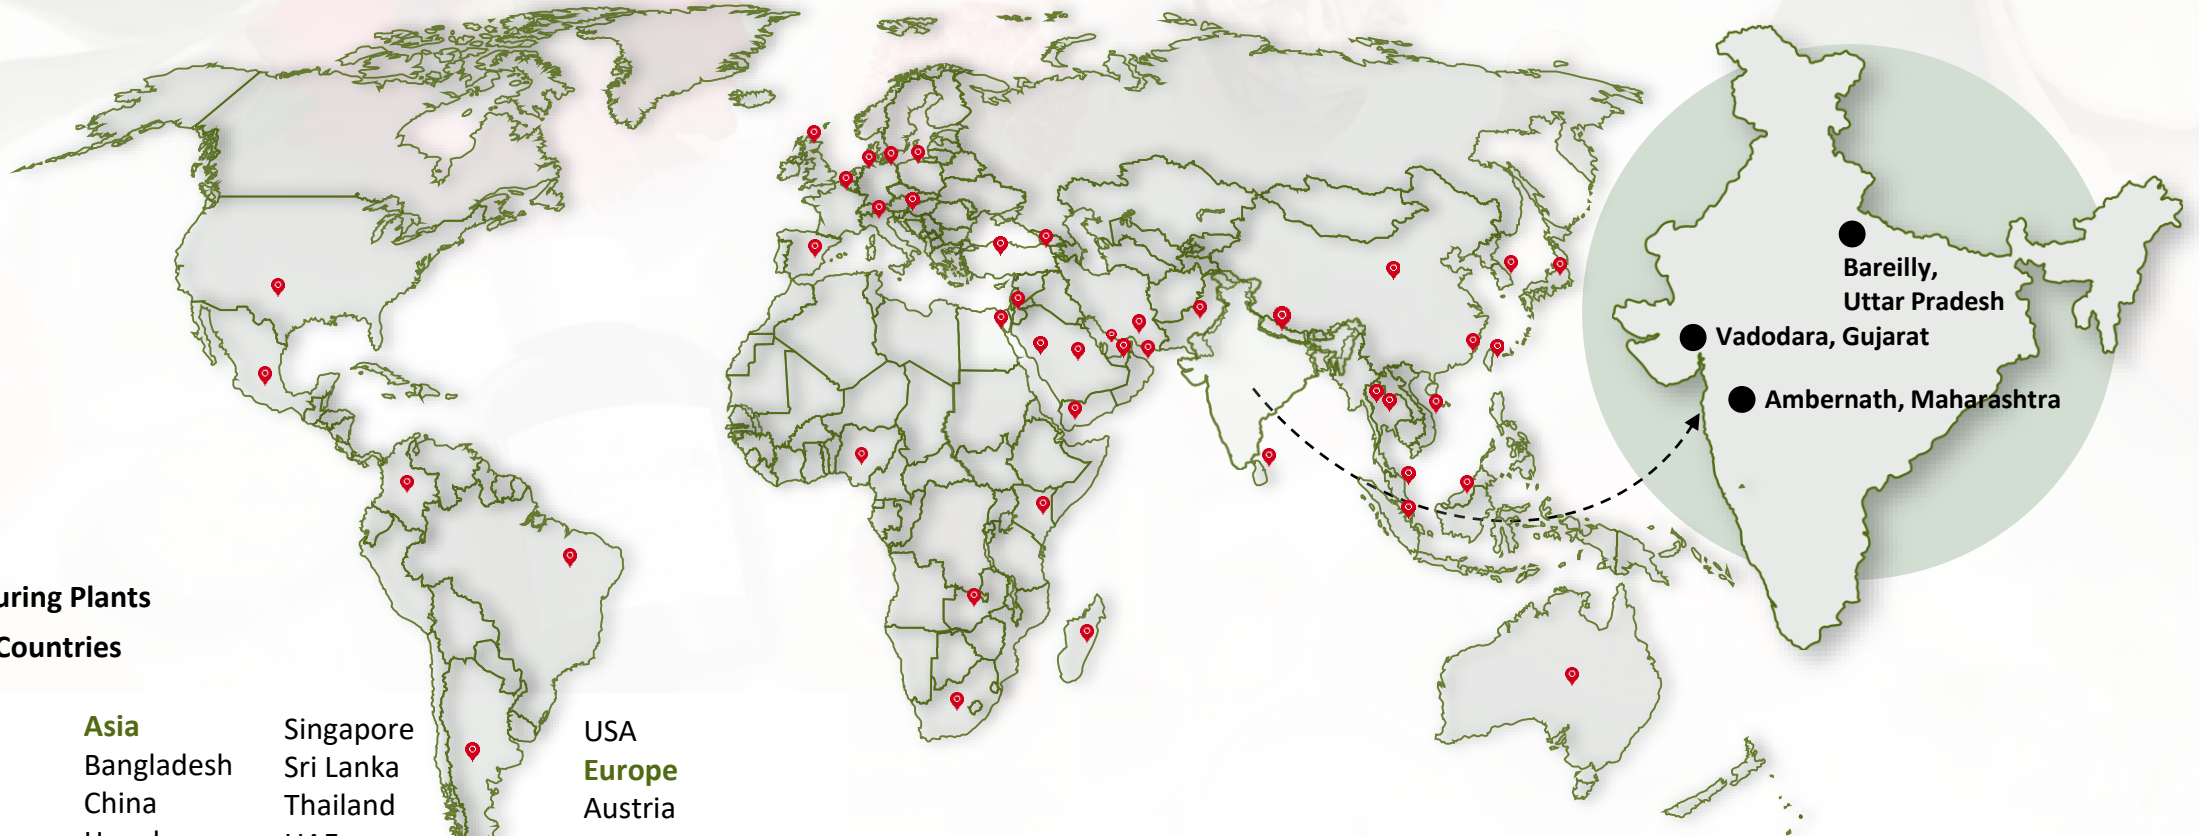 Bareilly,
Uttar Pradesh
Vadodara, Gujarat
Ambernath, Maharashtra
Plants
Countries
Asia
Bangladesh
China
Singapore
Sri Lanka
Thailand
USA
Europe
Austria